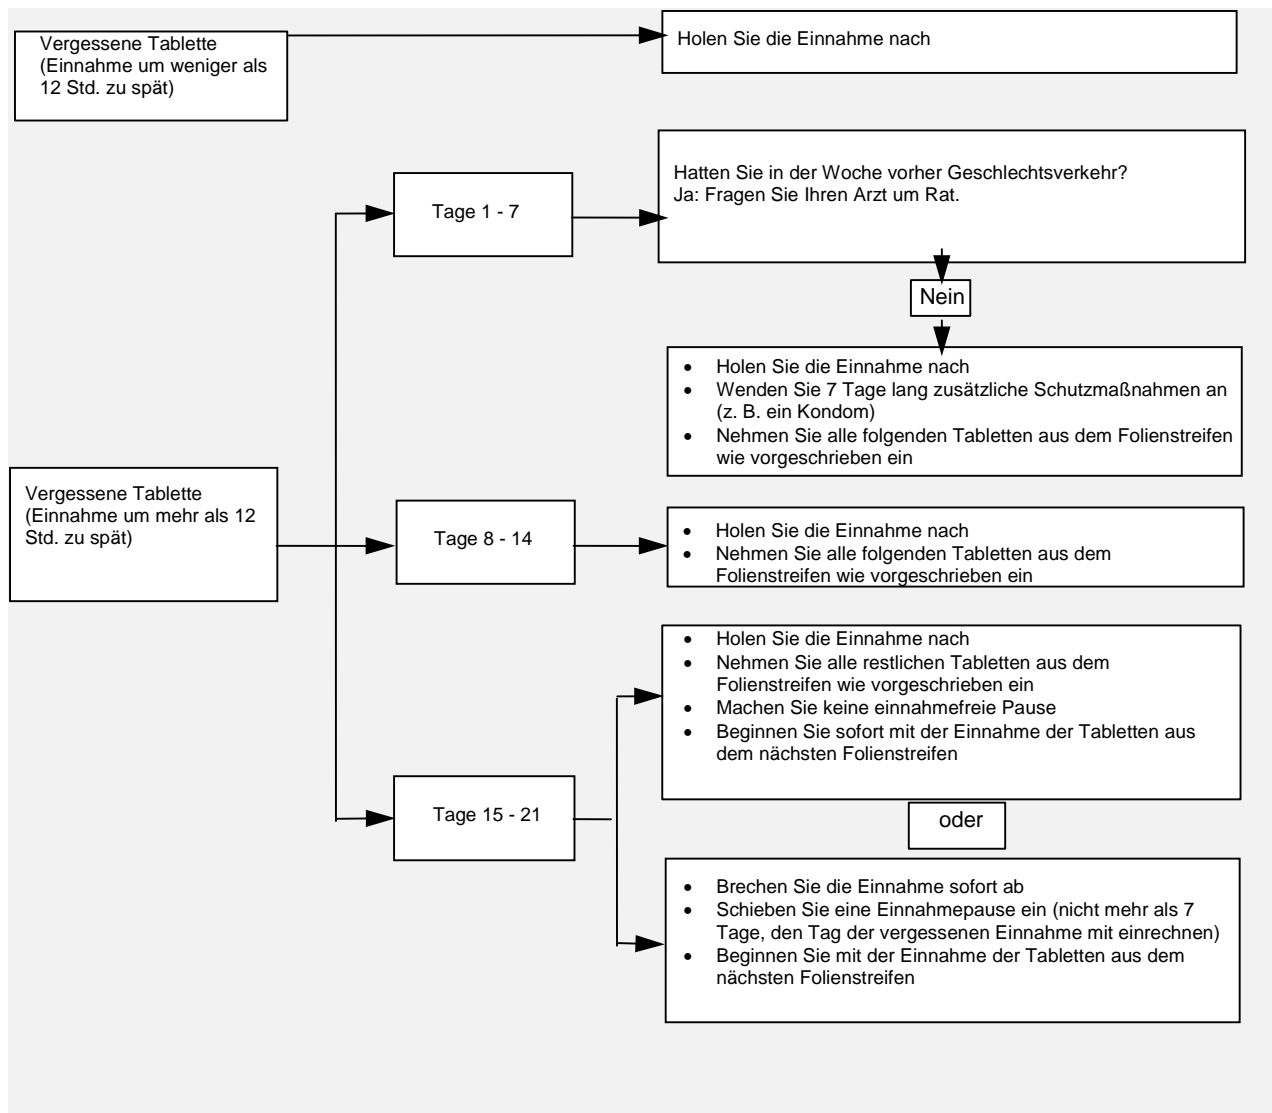 Vergessene Tablette
(Einnahme um weniger als
12 Std. zu spät)
Holen Sie die Einnahme nach
Hatten Sie in der Woche vorher Geschlechtsverkehr?
Ja: Fragen Sie Ihren Arzt um Rat.
Tage 1 - 7
Nein
• Holen Sie die Einnahme nach
• Wenden Sie 7 Tage lang zusätzliche Schutzmaßnahmen an
(z. B. ein Kondom)
• Nehmen Sie alle folgenden Tabletten aus dem Folienstreifen
wie vorgeschrieben ein
Vergessene Tablette
(Einnahme um mehr als 12
Std. zu spät)
Tage 8 - 14
• Holen Sie die Einnahme nach
• Nehmen Sie alle folgenden Tabletten aus dem
Folienstreifen wie vorgeschrieben ein
• Holen Sie die Einnahme nach
• Nehmen Sie alle restlichen Tabletten aus dem
Folienstreifen wie vorgeschrieben ein
• Machen Sie keine einnahmefreie Pause
• Beginnen Sie sofort mit der Einnahme der Tabletten aus
dem nächsten Folienstreifen
Tage 15 - 21
oder
• Brechen Sie die Einnahme sofort ab
• Schieben Sie eine Einnahmepause ein (nicht mehr als 7
Tage, den Tag der vergessenen Einnahme mit einrechnen)
• Beginnen Sie mit der Einnahme der Tabletten aus dem
nächsten Folienstreifen